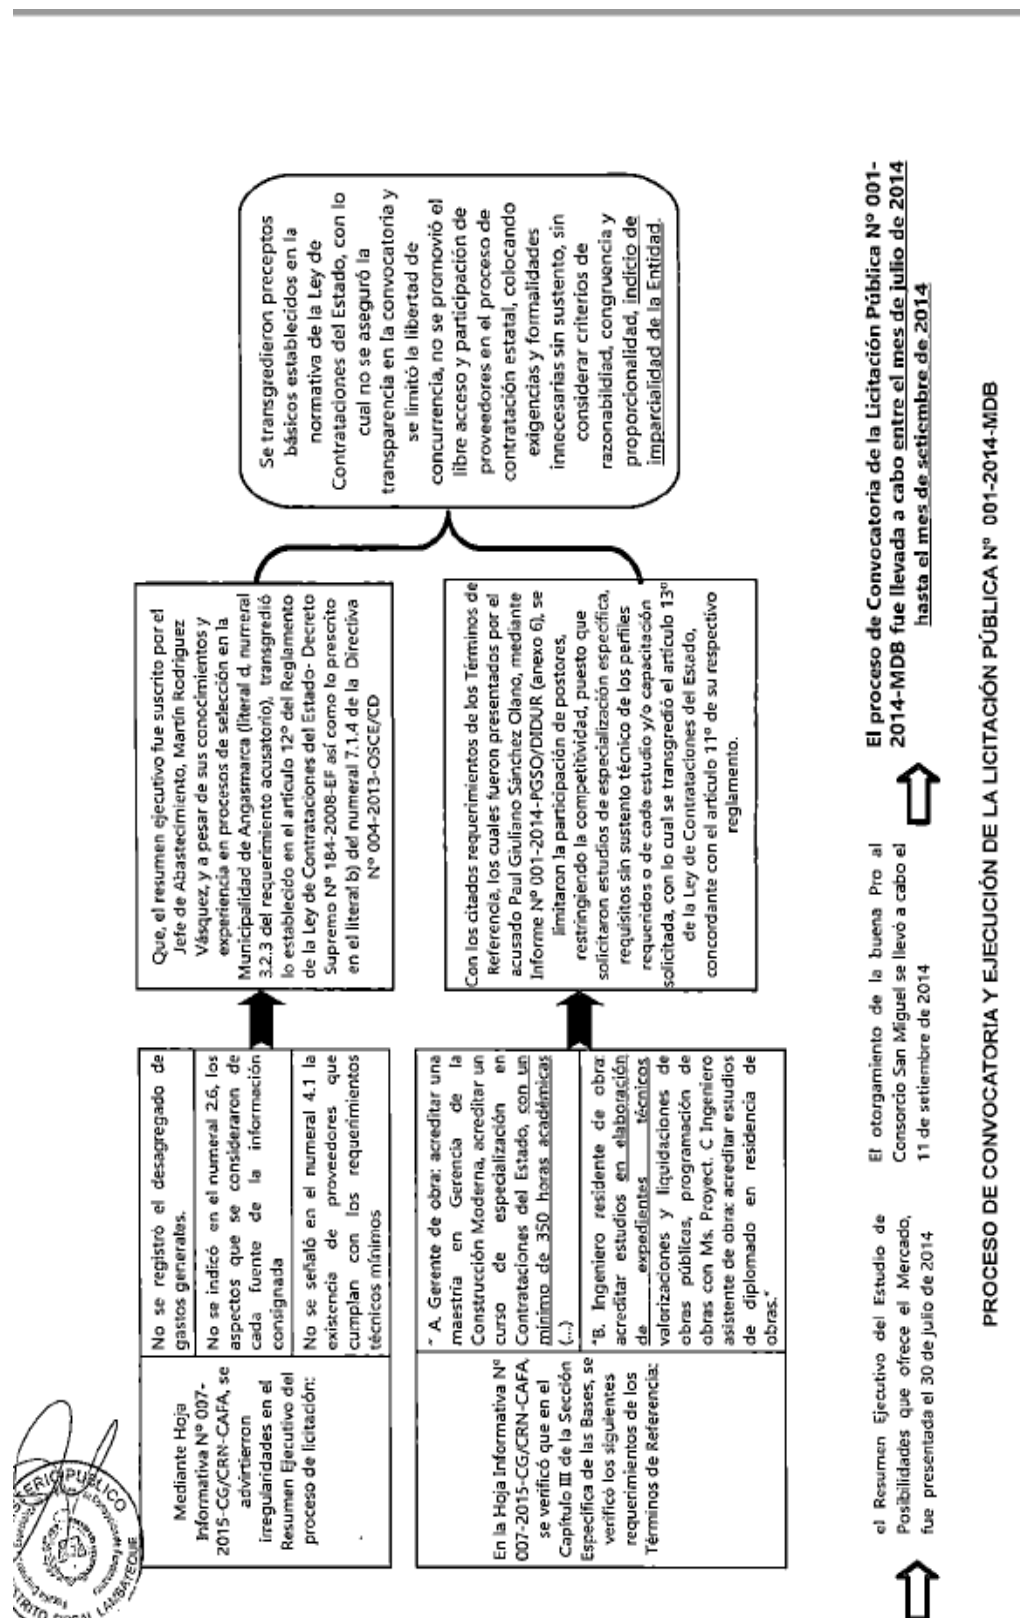 Mediante Hoja
Informativa Nº 007-
2015-CG/CRN-CAFA, se
advirtieron
irregularidades en el
Resumen Ejecutivo del
proceso de licitación:
No se registró el desagregado de
gastos generales.
No se indicó en el numeral 2.6, los
aspectos que se consideraron de
cada fuente de la información
consignada
No se señaló en el numeral 4.1 la
existencia de proveedores que
cumplan con los requerimientos
técnicos mínimos
Que, el resumen ejecutivo fue suscrito por el
Jefe de Abastecimiento, Martín Rodríguez
Vásquez, y a pesar de sus conocimientos y
experiencia en procesos de selección en la
Municipalidad de Angasmarca (literal d, numeral
3.2.3 del requerimiento acusatorio), transgredió
lo establecido en el artículo 12º del Reglamento
de la Ley de Contrataciones del Estado- Decreto
Supremo Nº 184-2008-EF así como lo prescrito
en el literal b) del numeral 7.1.4 de la Directiva
Nº 004-2013-OSCE/CD
En la Hoja Informativa Nº
007-2015-CG/CRN-CAFA,
se verificó que en el
Capítulo III de la Sección
Específica de las Bases, se
verificó los siguientes
requerimientos de los
Términos de Referencia:
" A. Gerente de obra: acreditar una
maestría en Gerencia de la
Construcción Moderna, acreditar un
curso de especialización en
Contrataciones del Estado, con un
mínimo de 350 horas académicas
(...)
"B. Ingeniero residente de obra:
acreditar estudios en elaboración
de expedientes técnicos
valorizaciones y liquidaciones de
obras públicas, programación de
obras con Ms. Proyect. C Ingeniero
asistente de obra: acreditar estudios
de diplomado en residencia de
obras."
Con los citados requerimientos de los Términos de
Referencia, los cuales fueron presentados por el
acusado Paul Giuliano Sánchez Olano, mediante
Informe Nº 001-2014-PGSO/DIDUR (anexo 6), se
limitaron la participación de postores,
restringiendo la competitividad, puesto que
solicitaron estudios de especialización específica,
requisitos sin sustento técnico de los perfiles
requeridos o de cada estudio y/o capacitación
solicitada, con lo cual se transgredió el artículo 13º
de la Ley de Contrataciones del Estado,
concordante con el artículo 11º de su respectivo
reglamento.
Se transgredieron preceptos
básicos establecidos en la
normativa de la Ley de
Contrataciones del Estado, con lo
cual no se aseguró la
transparencia en la convocatoria y
se limitó la libertad de
concurrencia, no se promovió el
libre acceso y participación de
proveedores en el proceso de
contratación estatal, colocando
exigencias y formalidades
innecesarias sin sustento, sin
considerar criterios de
razonabildiad, congruencia y
proporcionalidad, indicio de
imparcialidad de la Entidad.
el Resumen Ejecutivo del Estudio de
Posibilidades que ofrece el Mercado,
fue presentada el 30 de julio de 2014
El otorgamiento de la buena Pro al
Consorcio San Miguel se llevó a cabo el
11 de setiembre de 2014
El proceso de Convocatoria de la Licitación Pública Nº 001-
2014-MDB fue llevada a cabo entre el mes de julio de 2014
hasta el mes de setiembre de 2014
PROCESO DE CONVOCATORIA Y EJECUCIÓN DE LA LICITACIÓN PÚBLICA Nº 001-2014-MDB